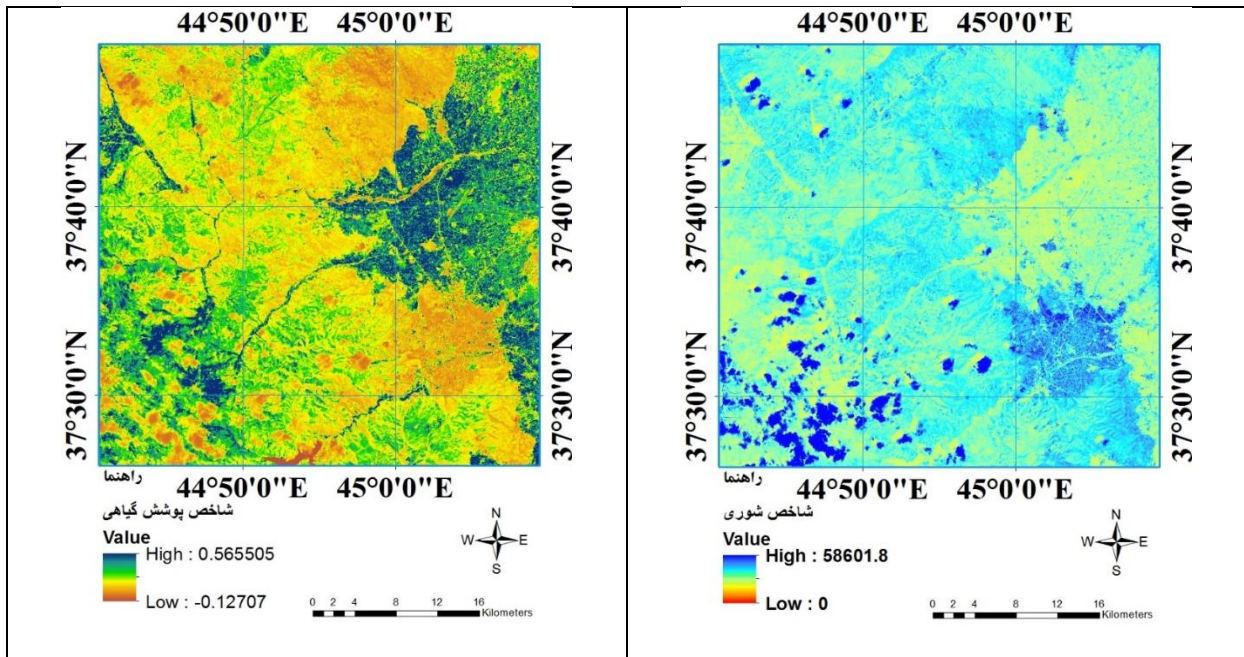 44°50'0"E 45°0'0"E
37°40'0"N 37°40'0"N
37°30'0"N 37°30'0"N
44°50'0"E 45°0'0"E
راهنما
شاخص پوشش گیاهی
Value
High : 0.565505
Low : -0.12707
N
W E
S
0 2 4 8 12 16
Kilometers
44°50'0"E 45°0'0"E
37°40'0"N 37°40'0"N
37°30'0"N 37°30'0"N
44°50'0"E 45°0'0"E
راهنما
شاخص شوری
Value
High : 58601.8
Low : 0
N
W E
S
0 2 4 8 12 16
Kilometers